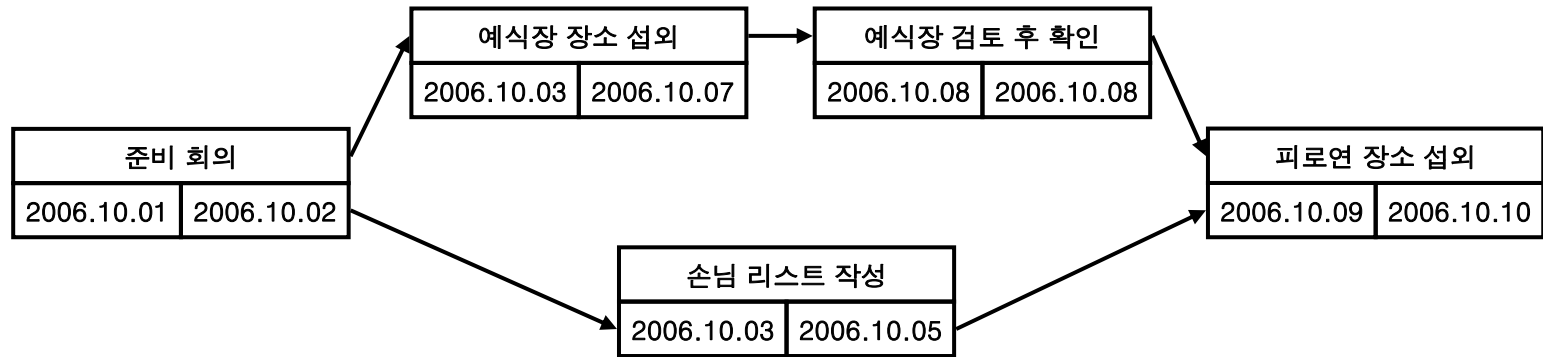 예식장 장소 섭외
2006.10.03 2006.10.07
예식장 검토 후 확인
2006.10.08 2006.10.08
준비 회의
2006.10.01 2006.10.02
피로연 장소 섭외
2006.10.09 2006.10.10
손님 리스트 작성
2006.10.03 2006.10.05